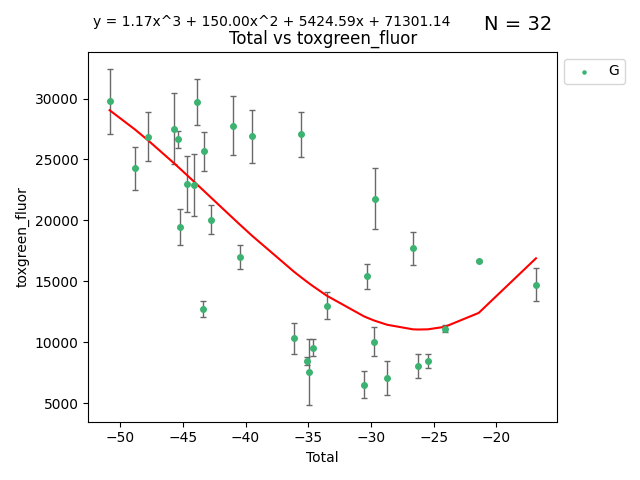 y = 1.17x^3 + 150.00x^2 + 5424.59x + 71301.14
N = 32
Total vs toxgreen_fluor
G
30000
25000
20000
15000
10000
5000
toxgreen_fluor
−50 −45 −40 −35 −30 −25 −20
Total